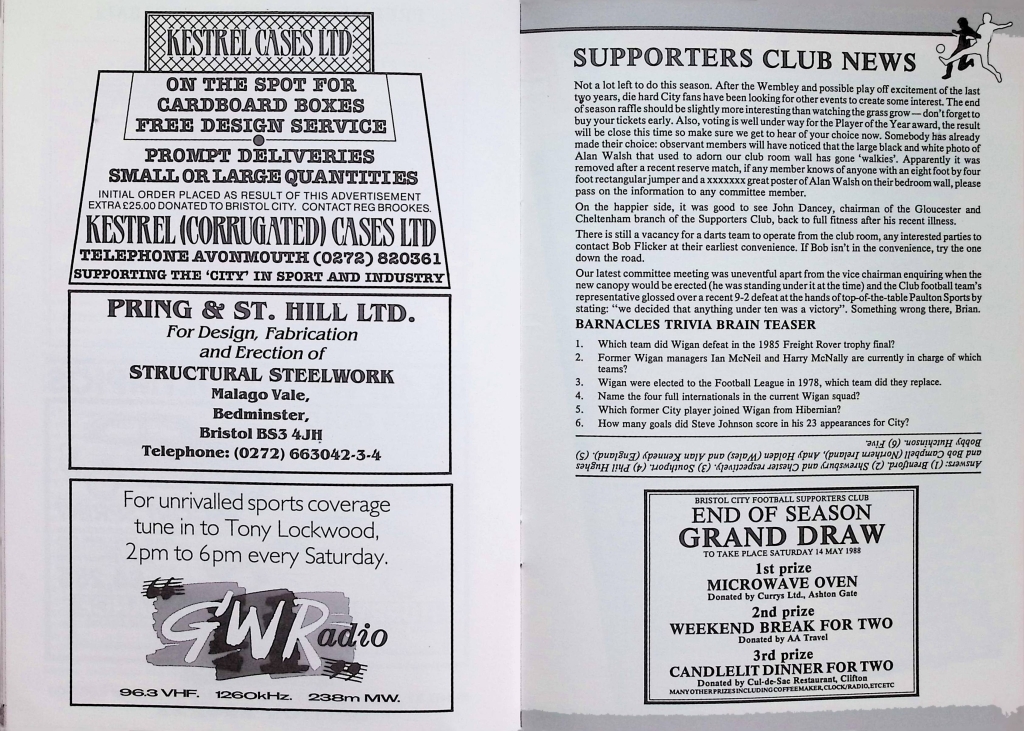 KESTREL CASES LTD
ON THE SPOT FOR
CARDBOARD BOXES
FREE DESIGN SERVICE
PROMPT DELIVERIES
SMALL OR LARGE QUANTITIES
INITIAL ORDER PLACED AS RESULT OF THIS ADVERTISEMENT
EXTRA £25.00 DONATED TO BRISTOL CITY. CONTACT REG BROOKES.
KESTREL (CORRUGATED) CASES LTD
TELEPHONE AVONMOUTH (0272) 820361
SUPPORTING THE 'CITY' IN SPORT AND INDUSTRY
PRING & ST. HILL LTD.
For Design, Fabrication
and Erection of
STRUCTURAL STEELWORK
Malago Vale,
Bedminster,
Bristol BS3 4JH
Telephone: (0272) 663042-3-4
For unrivalled sports coverage
tune in to Tony Lockwood,
2pm to 6pm every Saturday.
GWRadio
96.3 VHF. 1260kHz. 238m MW.
SUPPORTERS CLUB NEWS
Not a lot left to do this season. After the Wembley and possible play off excitement of the last
two years, die hard City fans have been looking for other events to create some interest. The end
of season raffle should be slightly more interesting than watching the grass grow — don't forget to
buy your tickets early. Also, voting is well under way for the Player of the Year award, the result
will be close this time so make sure we get to hear of your choice now. Somebody has already
made their choice: observant members will have noticed that the large black and white photo of
Alan Walsh that used to adorn our club room wall has gone 'walkies'. Apparently it was
removed after a recent reserve match, if any member knows of anyone with an eight foot by four
foot rectangular jumper and a xxxxxxx great poster of Alan Walsh on their bedroom wall, please
pass on the information to any committee member.
On the happier side, it was good to see John Dancey, chairman of the Gloucester and
Cheltenham branch of the Supporters Club, back to full fitness after his recent illness.
There is still a vacancy for a darts team to operate from the club room, any interested parties to
contact Bob Flicker at their earliest convenience. If Bob isn't in the convenience, try the one
down the road.
Our latest committee meeting was uneventful apart from the vice chairman enquiring when the
new canopy would be erected (he was standing under it at the time) and the Club football team's
representative glossed over a recent 9-2 defeat at the hands of top-of-the-table Paulton Sports by
stating: "we decided that anything under ten was a victory". Something wrong there, Brian.
BARNACLES TRIVIA BRAIN TEASER
1. Which team did Wigan defeat in the 1985 Freight Rover trophy final?
2. Former Wigan managers Ian McNeil and Harry McNally are currently in charge of which
teams?
3. Wigan were elected to the Football League in 1978, which team did they replace.
4. Name the four full internationals in the current Wigan squad?
5. Which former City player joined Wigan from Hibernian?
6. How many goals did Steve Johnson score in his 23 appearances for City?
Answers: (1) Brentford. (2) Shrewsbury and Chester respectively. (3) Southport. (4) Phil Hughes
and Bob Campbell (Northern Ireland), Andy Holden (Wales) and Alan Kennedy (England). (5)
Bobby Hutchinson. (6) Five.
BRISTOL CITY FOOTBALL SUPPORTERS CLUB
END OF SEASON
GRAND DRAW
TO TAKE PLACE SATURDAY 14 MAY 1988
1st prize
MICROWAVE OVEN
Donated by Currys Ltd., Ashton Gate
2nd prize
WEEKEND BREAK FOR TWO
Donated by AA Travel
3rd prize
CANDLELIT DINNER FOR TWO
Donated by Cul-de-Sac Restaurant, Clifton
MANY OTHER PRIZES INCLUDING COFFEE MAKER, CLOCK/RADIO, ETC ETC